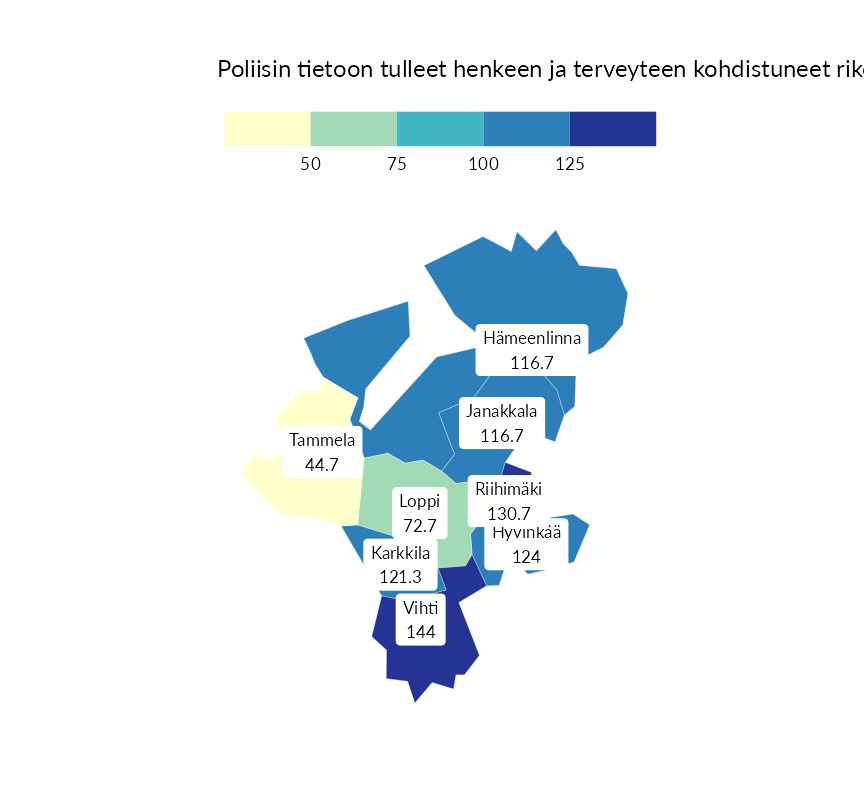 Poliisin tietoon tulleet henkeen ja terveyteen kohdistuneet rik
50 75 100 125
Hämeenlinna
116.7
Janakkala
116.7
Tammela
44.7
Riihimäki
130.7
Loppi
72.7
Hyvinkää
124
Karkkila
121.3
Vihti
144